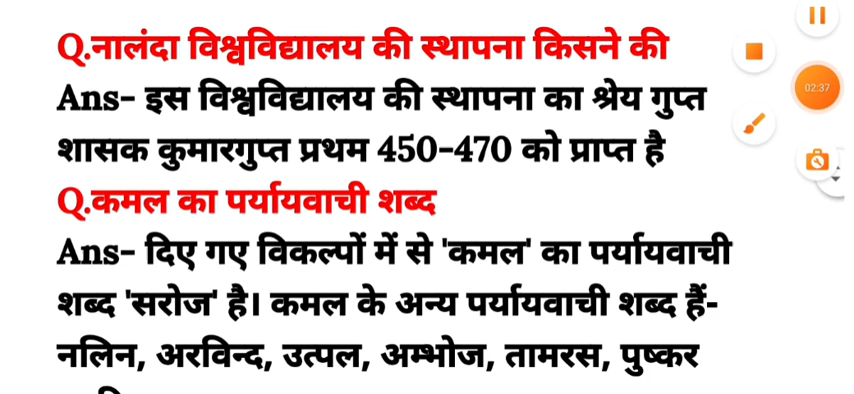 Q.नालंदा विश्वविद्यालय की स्थापना किसने की
Ans- इस विश्वविद्यालय की स्थापना का श्रेय गुप्त
शासक कुमारगुप्त प्रथम 450-470 को प्राप्त है
Q.कमल का पर्यायवाची शब्द
Ans- दिए गए विकल्पों में से 'कमल' का पर्यायवाची
शब्द 'सरोज' है। कमल के अन्य पर्यायवाची शब्द हैं-
नलिन, अरविन्द, उत्पल, अम्भोज, तामरस, पुष्कर
02:37